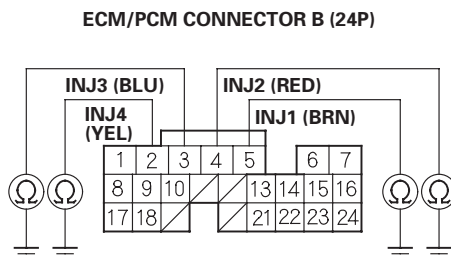 ECM/PCM CONNECTOR B (24P)
INJ3 (BLU) INJ2 (RED)
INJ4 INJ1 (BRN)
(YEL)
1 2 3 4 5 6 7
8 9 10 13 14 15 16
Ω Ω Ω Ω
17 18 21 22 23 24